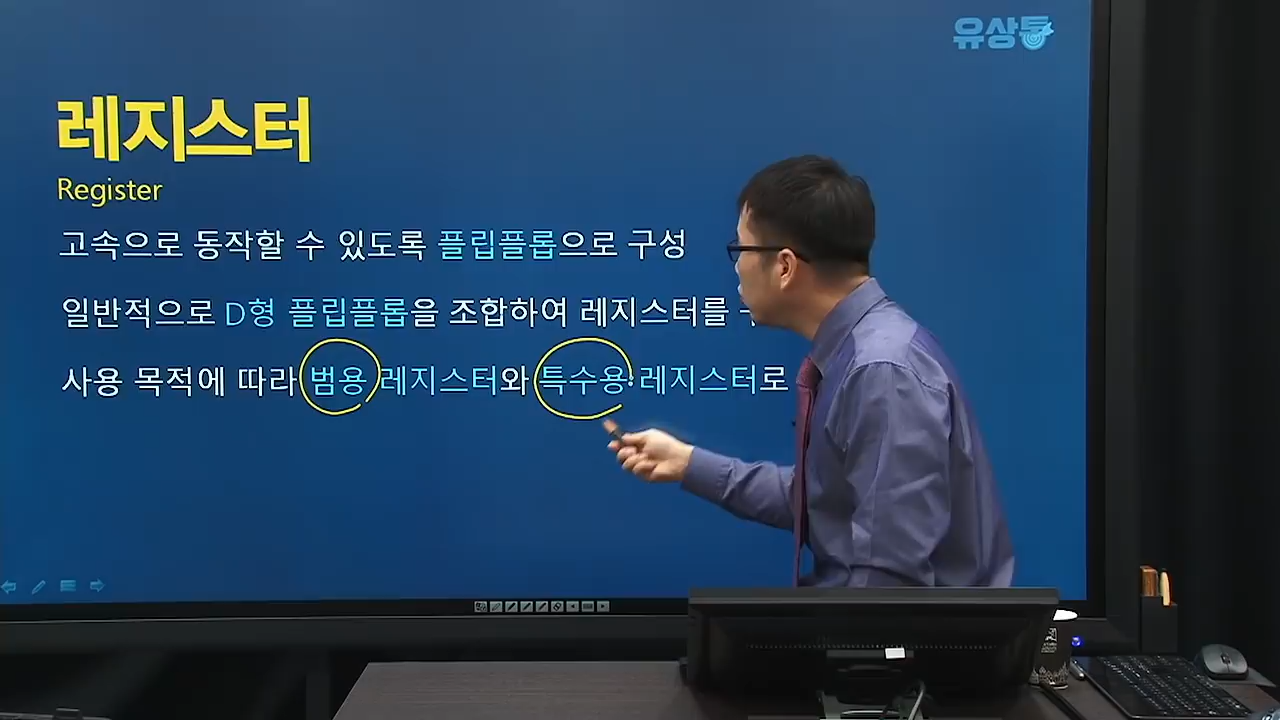 유상통
레지스터
Register
고속으로 동작할 수 있도록 플립플롭으로 구성
일반적으로 D형 플립플롭을 조합하여 레지스터를
사용 목적에 따라 범용 레지스터와 특수용 레지스터로